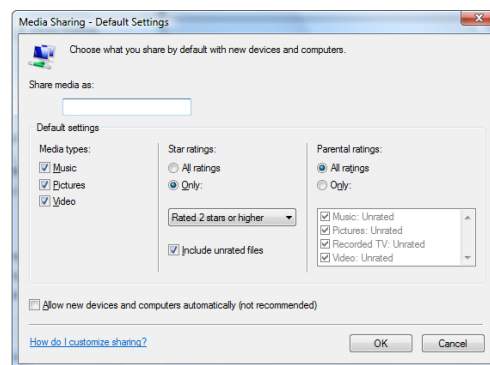 Media Sharing - Default Settings
Choose what you share by default with new devices and computers.
Share media as:
Default settings
Media types:
Music
Pictures
Video
Star ratings:
All ratings
Only:
Rated 2 stars or higher
Include unrated files
Parental ratings:
All ratings
Only:
Music: Unrated
Pictures: Unrated
Recorded TV: Unrated
Video: Unrated
Allow new devices and computers automatically (not recommended)
How do I customize sharing?
OK Cancel